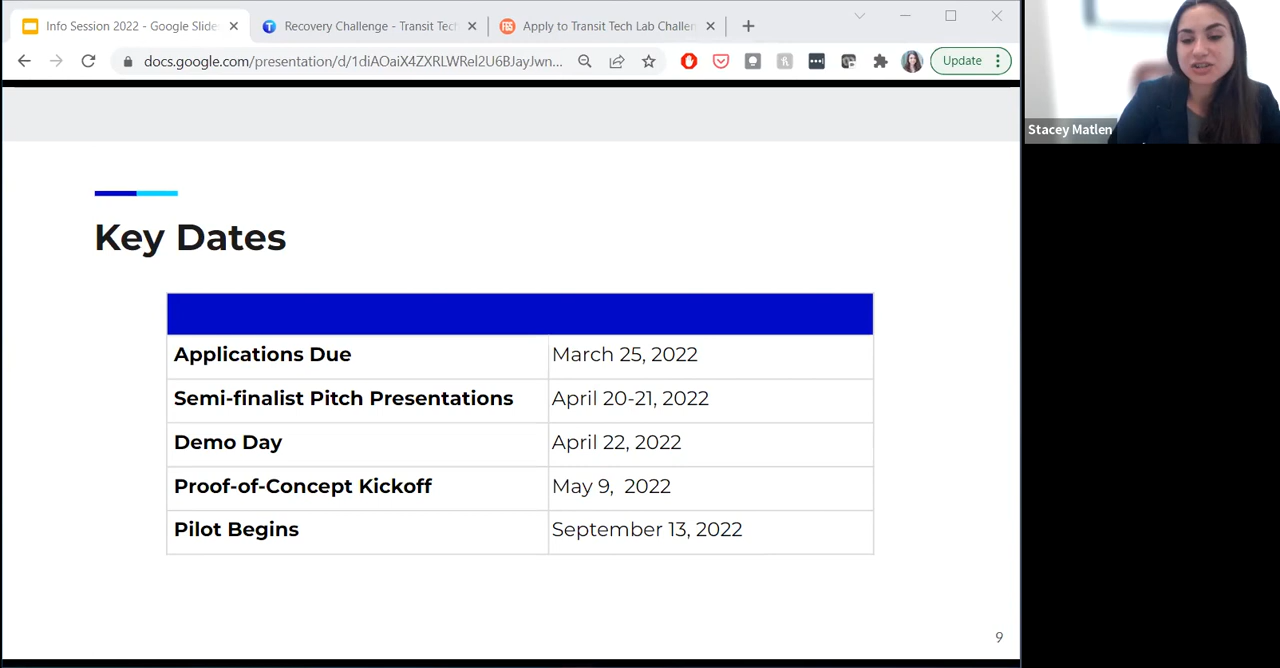 Info Session 2022 - Google Slide
Recovery Challenge - Transit Tec
Apply to Transit Tech Lab Challen
docs.google.com/presentation/d/1diAOaiX4ZXRLWRel2U6BJayJwn...
Update
Stacey Matlen
Key Dates
Applications Due March 25, 2022
Semi-finalist Pitch Presentations April 20-21, 2022
Demo Day April 22, 2022
Proof-of-Concept Kickoff May 9, 2022
Pilot Begins September 13, 2022
9